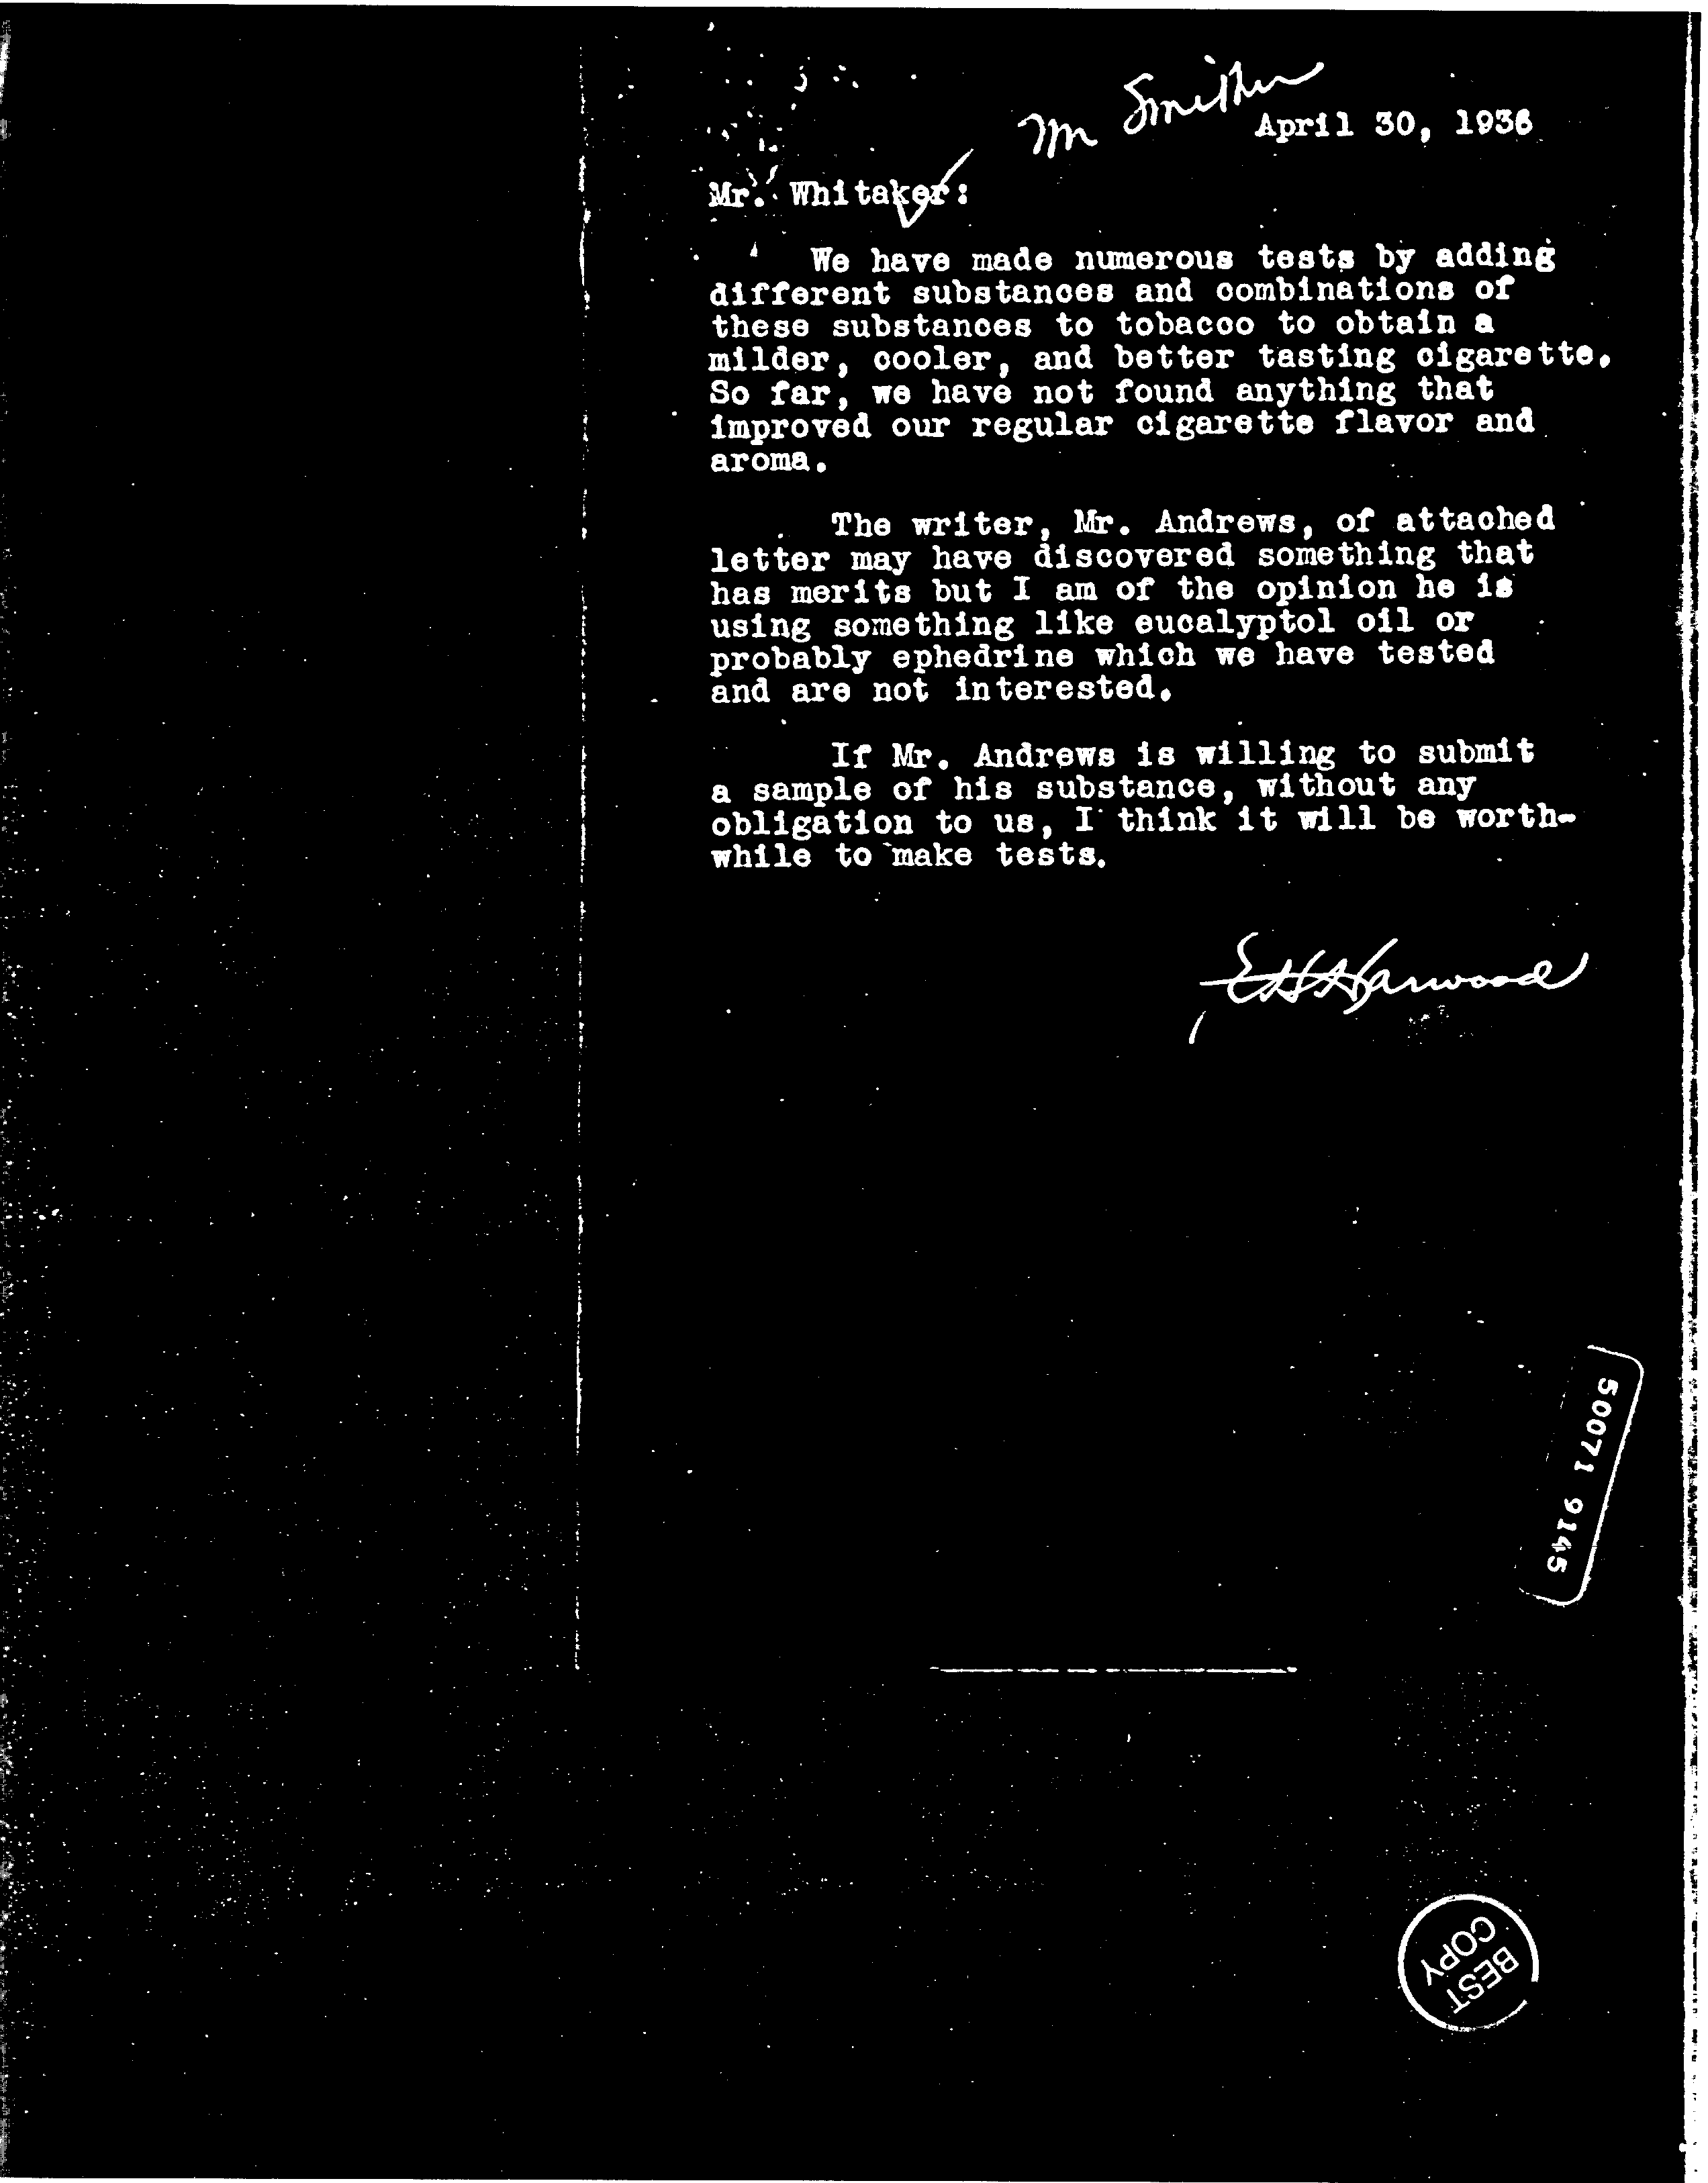 Mr Smither
April 30, 1936
Mr. Whitaker:
We have made numerous tests by adding
different substances and combinations of
these substances to tobacco to obtain a
milder, cooler, and better tasting cigarette.
So far, we have not found anything that
improved our regular cigarette flavor and
aroma.
The writer, Mr. Andrews, of attached
letter may have discovered something that
has merits but I am of the opinion he is
using something like eucalyptol oil or
probably ephedrine which we have tested
and are not interested.
If Mr. Andrews is willing to submit
a sample of his substance, without any
obligation to us, I think it will be worth-
while to make tests.
EHHarwood
50071 9145
BEST
COPY